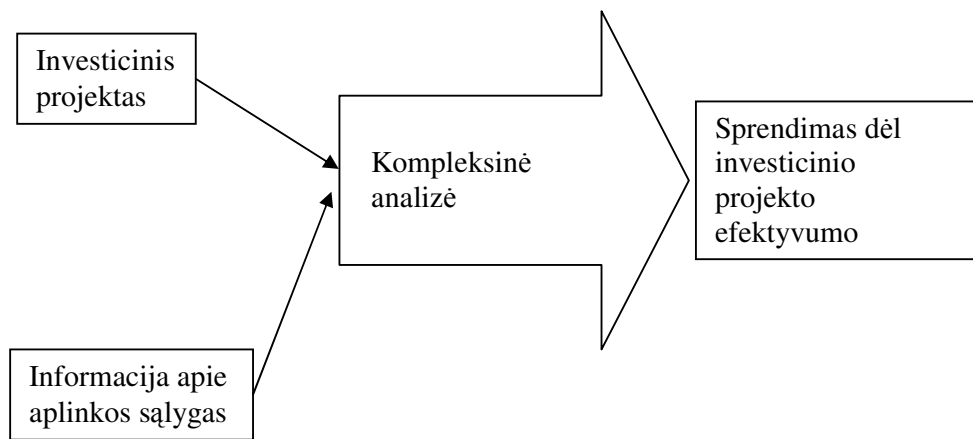 Investicinis
projektas
Kompleksinė
analizė
Sprendimas dėl
investicinio
projekto
efektyvumo
Informacija apie
aplinkos sąlygas